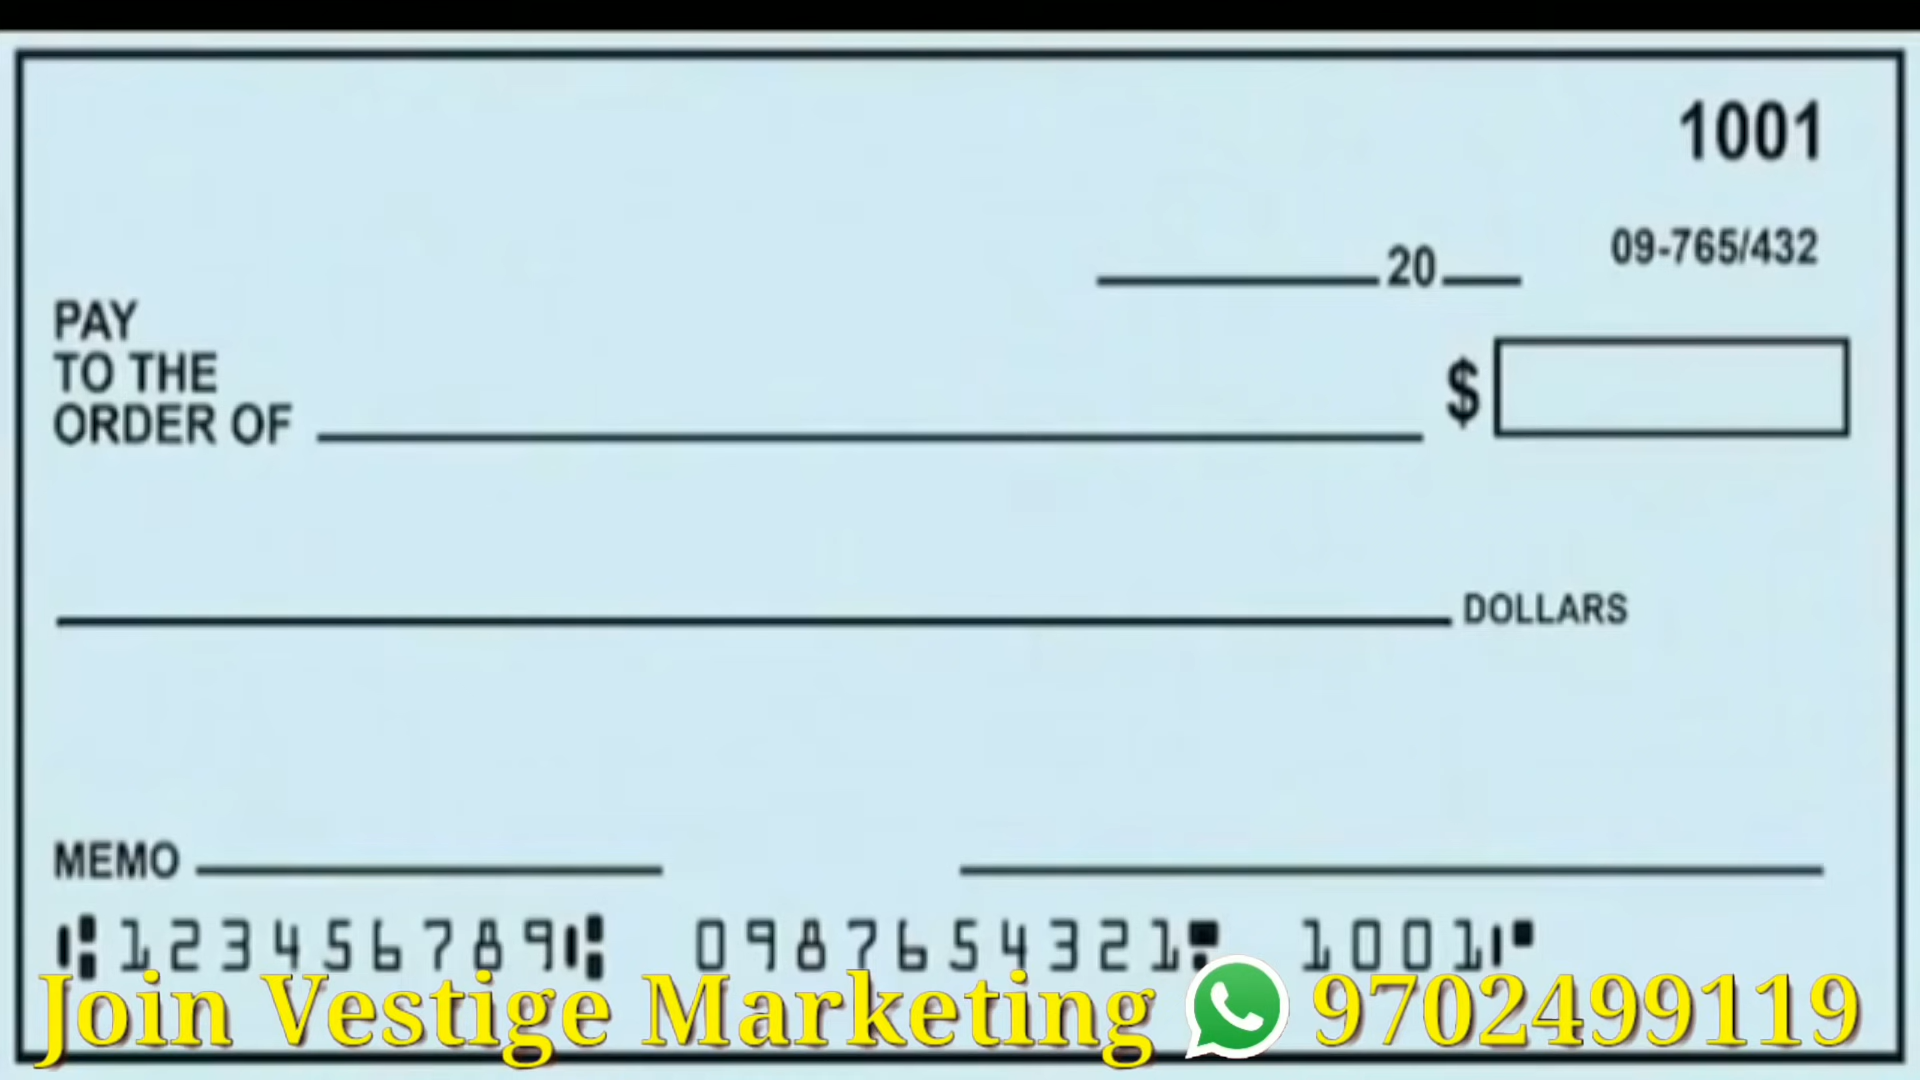 1001
09-765/432
20
PAY
TO THE
ORDER OF
$
DOLLARS
MEMO
⑆123456789⑆ 0987654321⑈ 1001⑈
Join Vestige Marketing 9702499119